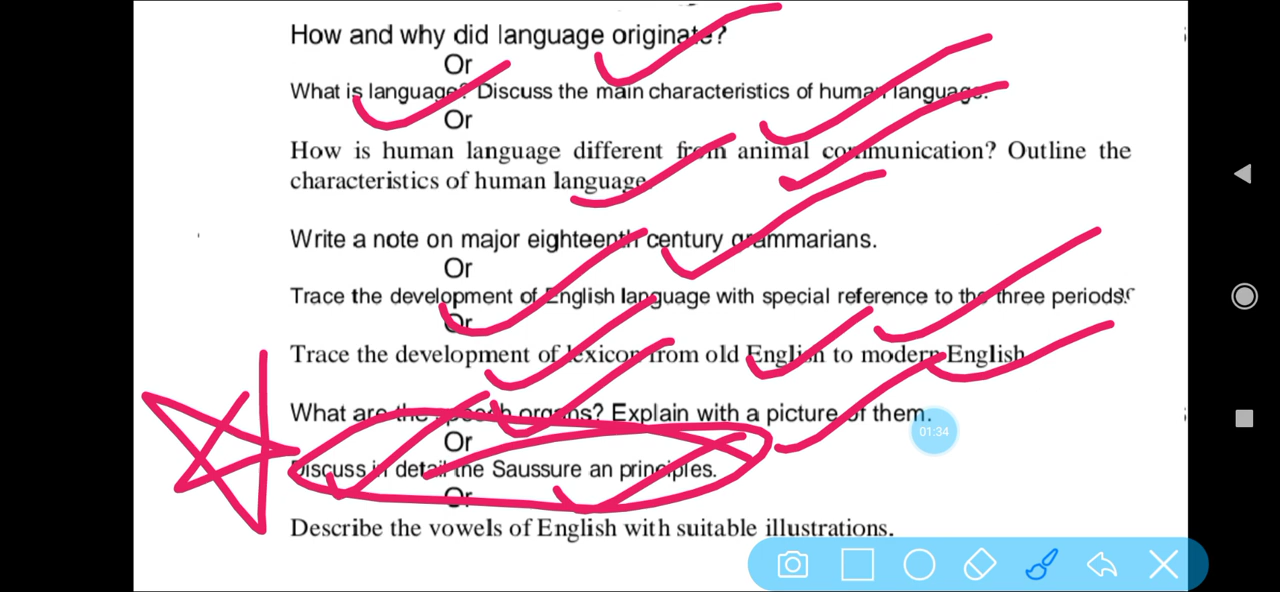 How and why did language originate?
Or
What is language? Discuss the main characteristics of human language.
Or
How is human language different from animal communication? Outline the
characteristics of human language.
Write a note on major eighteenth century grammarians.
Or
Trace the development of English language with special reference to the three periods.
Or
Trace the development of lexicon from old English to modern English
What are the speech organs? Explain with a picture of them.
01:34
Or
Discuss in detail the Saussure an principles.
Or
Describe the vowels of English with suitable illustrations.